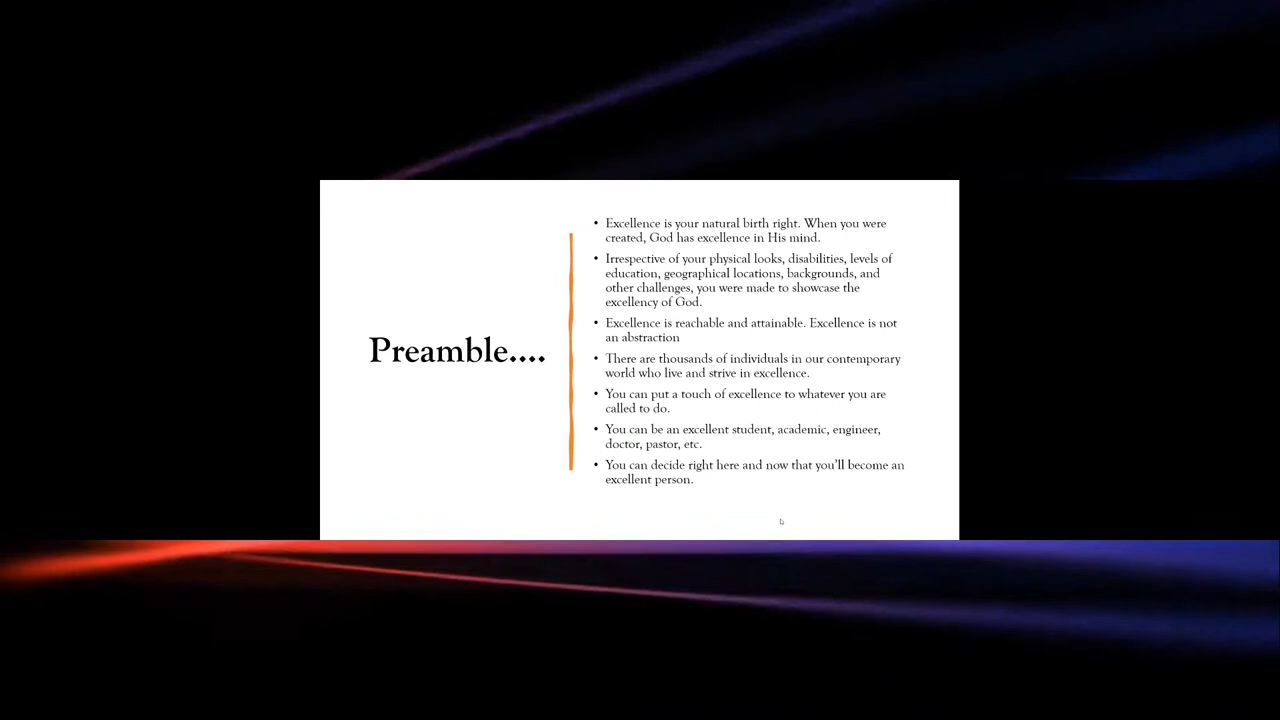 Preamble....
• Excellence is your natural birth right. When you were
created, God has excellence in His mind.
• Irrespective of your physical looks, disabilities, levels of
education, geographical locations, backgrounds, and
other challenges, you were made to showcase the
excellency of God.
• Excellence is reachable and attainable. Excellence is not
an abstraction
• There are thousands of individuals in our contemporary
world who live and strive in excellence.
• You can put a touch of excellence to whatever you are
called to do.
• You can be an excellent student, academic, engineer,
doctor, pastor, etc.
• You can decide right here and now that you'll become an
excellent person.